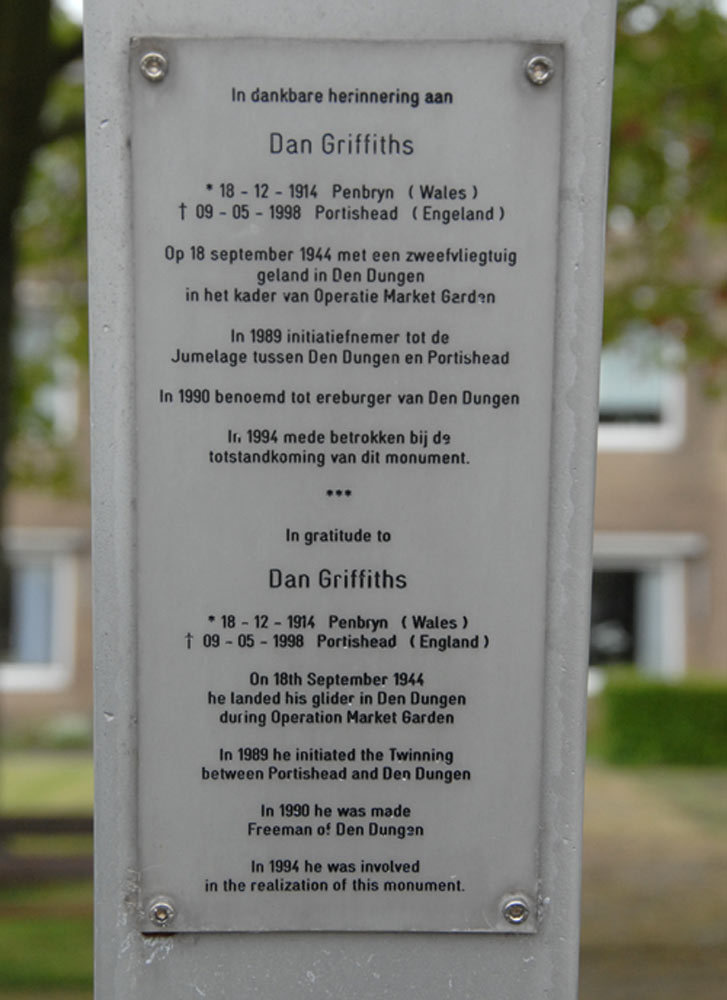 In dankbare herinnering aan
Dan Griffiths
* 18 - 12 - 1914 Penbryn ( Wales )
† 09 - 05 - 1998 Portishead ( Engeland )
Op 18 september 1944 met een zweefvliegtuig
geland in Den Dungen
in het kader van Operatie Market Garden
In 1989 initiatiefnemer tot de
Jumelage tussen Den Dungen en Portishead
In 1990 benoemd tot ereburger van Den Dungen
In 1994 mede betrokken bij de
totstandkoming van dit monument.
***
In gratitude to
Dan Griffiths
* 18 - 12 - 1914 Penbryn ( Wales )
† 09 - 05 - 1998 Portishead ( England )
On 18th September 1944
he landed his glider in Den Dungen
during Operation Market Garden
In 1989 he initiated the Twinning
between Portishead and Den Dungen
In 1990 he was made
Freeman of Den Dungen
In 1994 he was involved
in the realization of this monument.